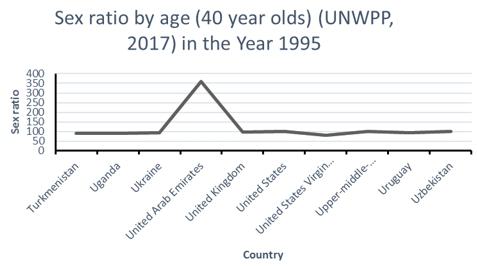 Sex ratio by age (40 year olds) (UNWPP,
2017) in the Year 1995
Sex ratio
400
350
300
250
200
150
100
50
0
Turkmenistan
Uganda
Ukraine
United Arab Emirates
United Kingdom
United States
United States Virgin...
Upper-middle-...
Uruguay
Uzbekistan
Country